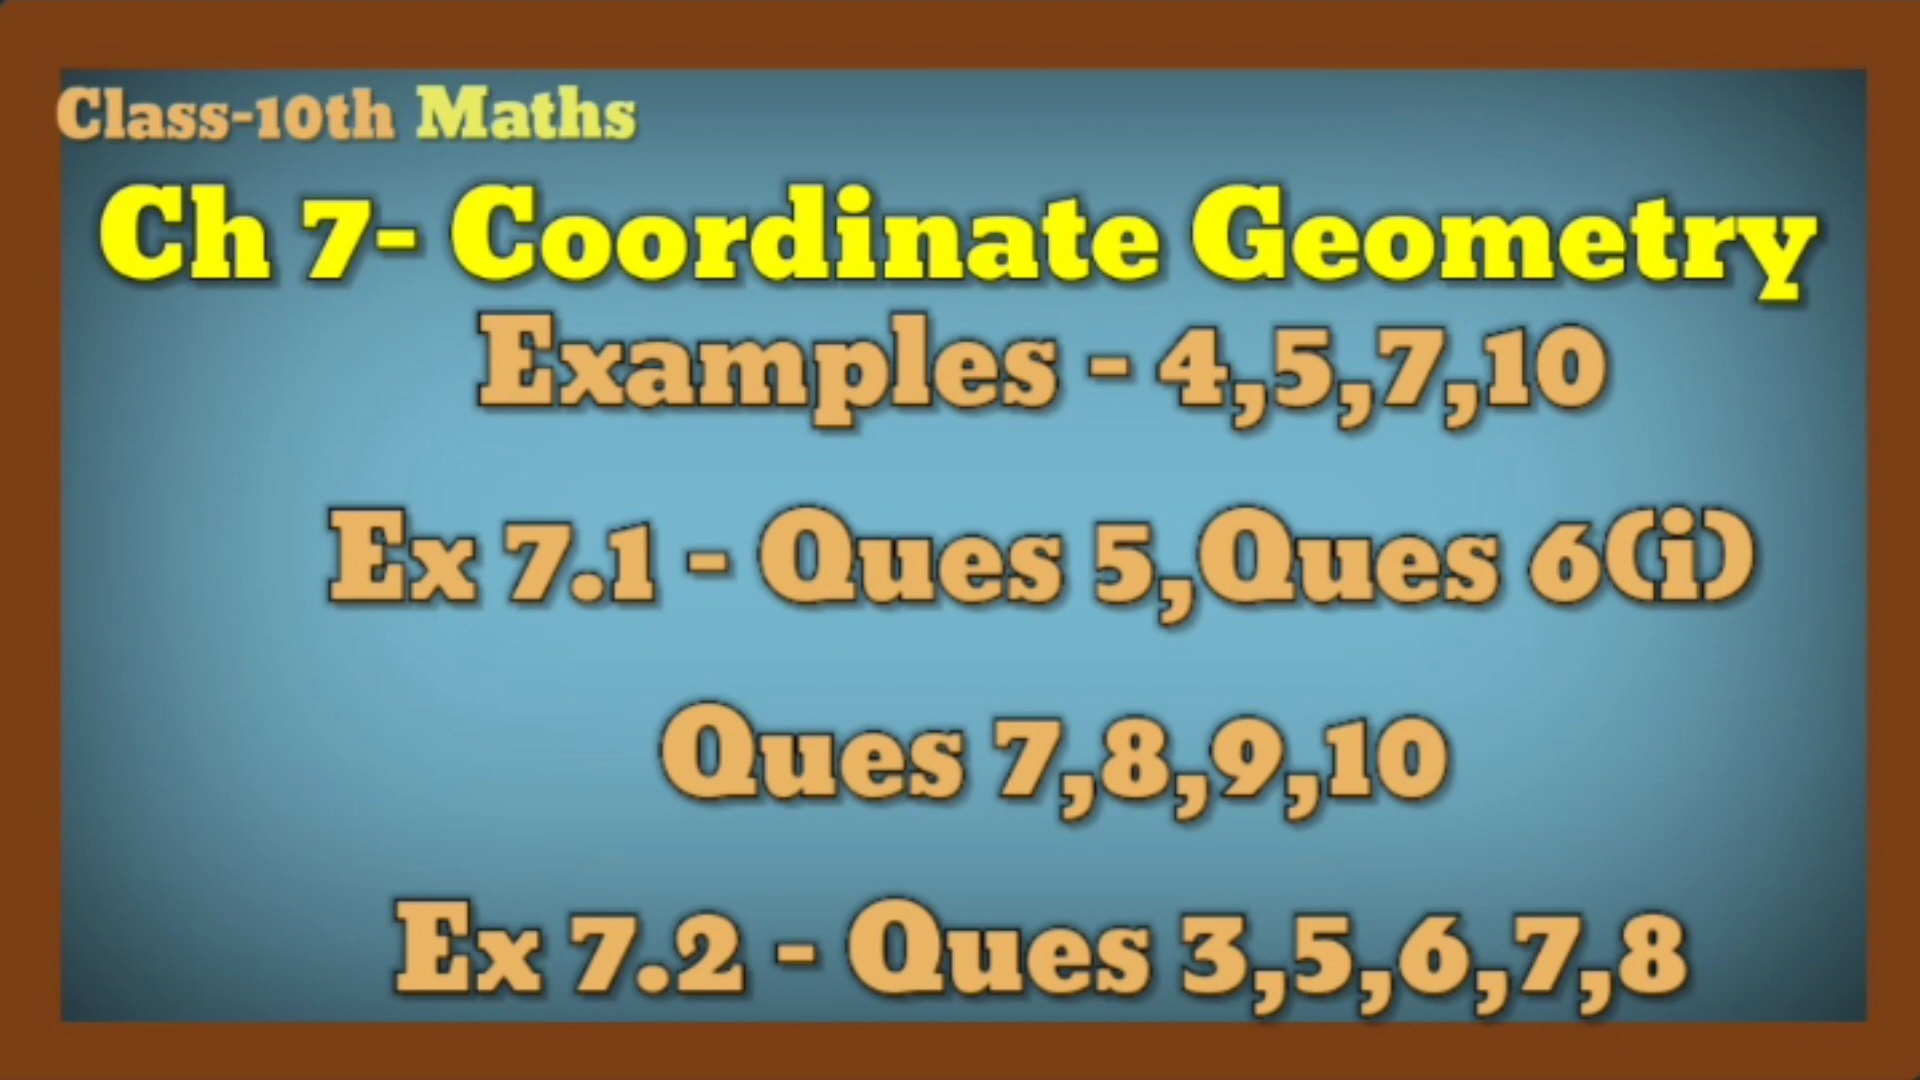 Class-10th Maths
Ch 7- Coordinate Geometry
Examples - 4,5,7,10
Ex 7.1 - Ques 5,Ques 6(i)
Ques 7,8,9,10
Ex 7.2 - Ques 3,5,6,7,8